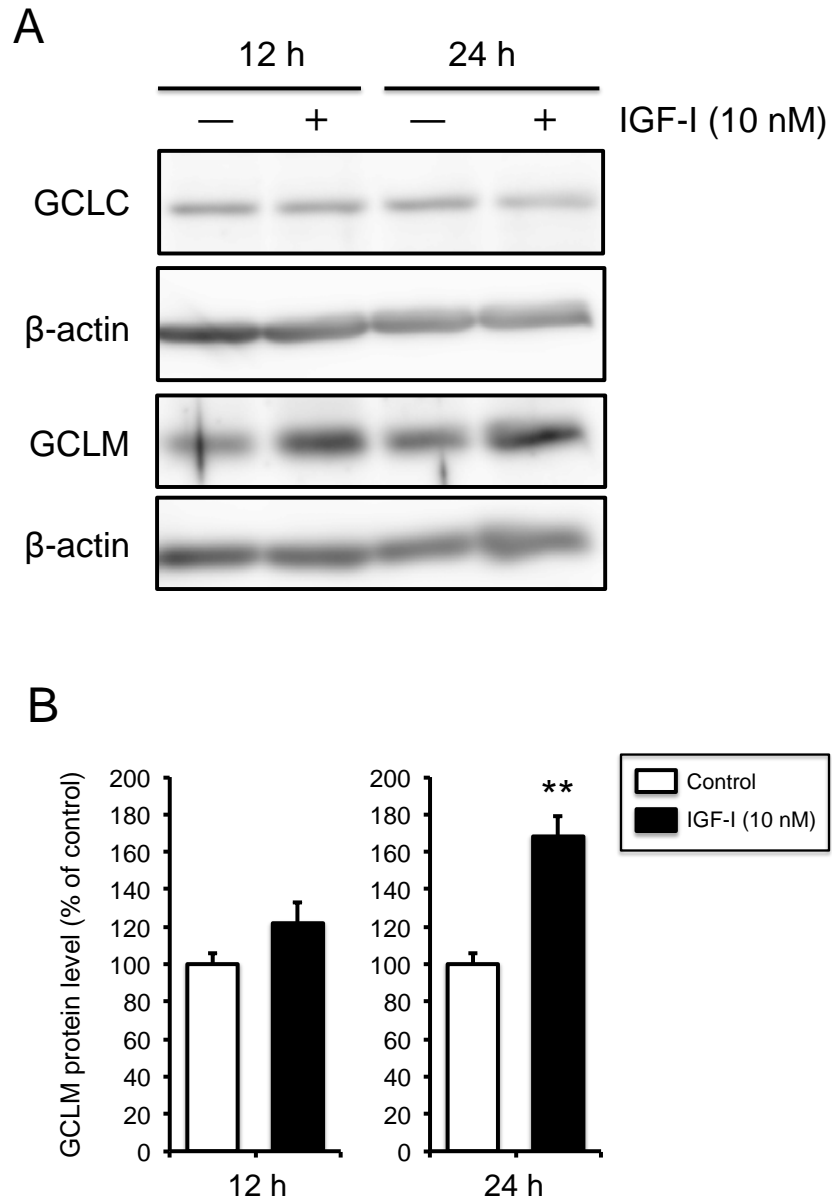 A
12 h 24 h
— + — + IGF-I (10 nM)
GCLC
β-actin
GCLM
β-actin
B
GCLM protein level (% of control)
200
180
160
140
120
100
80
60
40
20
0
12 h
200
180
160
140
120
100
80
60
40
20
0
**
24 h
Control
IGF-I (10 nM)